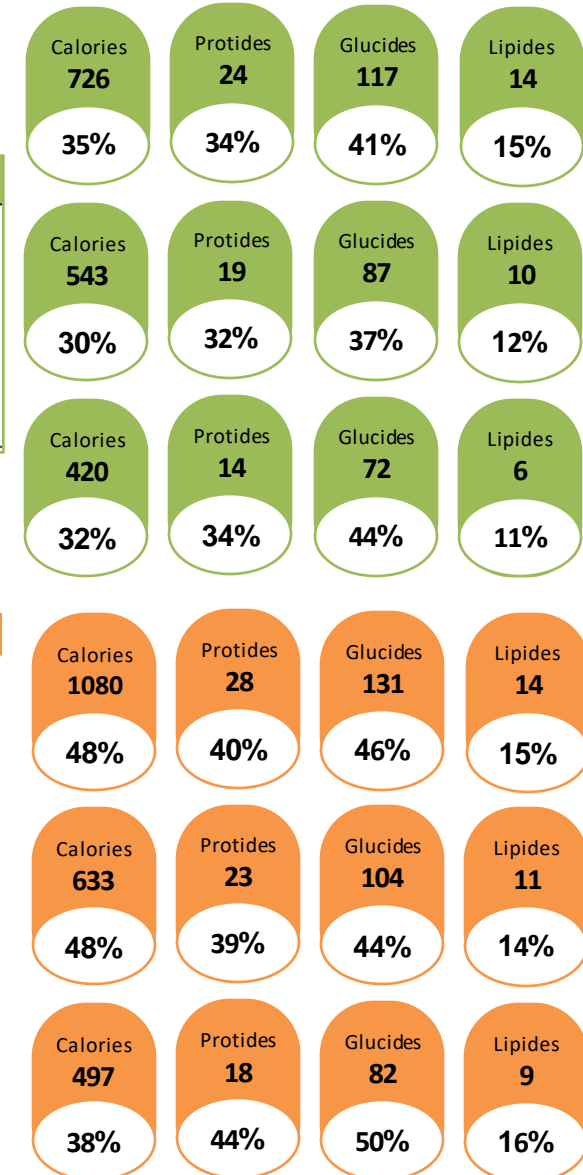 Calories Protides Glucides Lipides
726 24 117 14
35% 34% 41% 15%
Calories Protides Glucides Lipides
543 19 87 10
30% 32% 37% 12%
Calories Protides Glucides Lipides
420 14 72 6
32% 34% 44% 11%
Calories Protides Glucides Lipides
1080 28 131 14
48% 40% 46% 15%
Calories Protides Glucides Lipides
633 23 104 11
48% 39% 44% 14%
Calories Protides Glucides Lipides
497 18 82 9
38% 44% 50% 16%